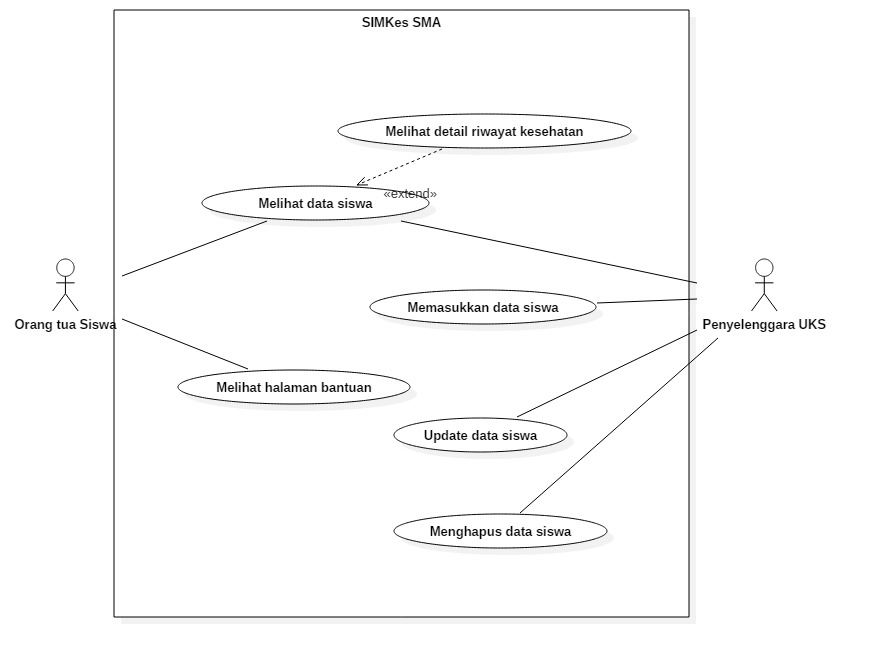 SIMKes SMA
Melihat detail riwayat kesehatan
«extend»
Melihat data siswa
Memasukkan data siswa
Orang tua Siswa
Penyelenggara UKS
Melihat halaman bantuan
Update data siswa
Menghapus data siswa